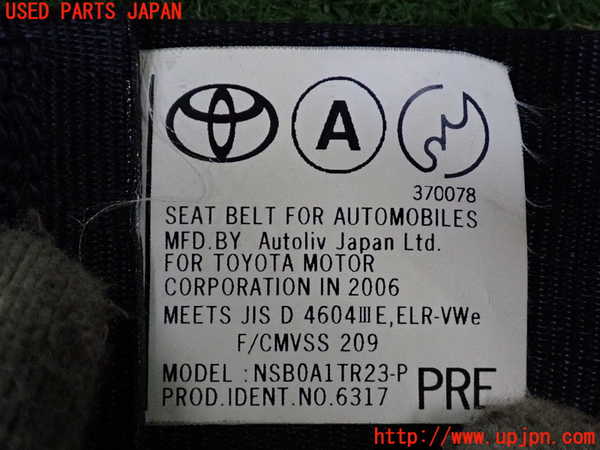 USED PARTS JAPAN
A
370078
SEAT BELT FOR AUTOMOBILES
MFD.BY Autoliv Japan Ltd.
FOR TOYOTA MOTOR
CORPORATION IN 2006
MEETS JIS D 4604ⅢE,ELR-VWe
F/CMVSS 209
MODEL:NSB0A1TR23-P
PROD.IDENT.NO.6317
PRE
http://www.upjpn.com/